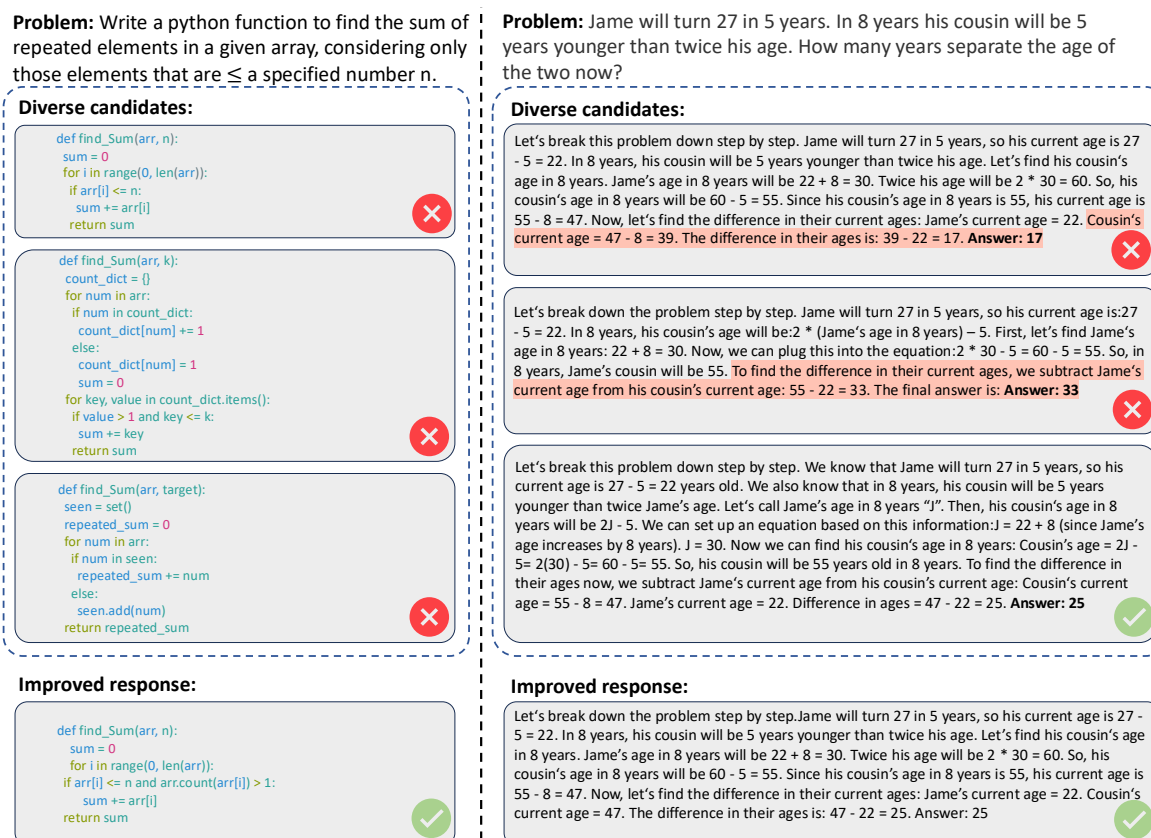 Problem: Write a python function to find the sum of
repeated elements in a given array, considering only
those elements that are ≤ a specified number n.
Diverse candidates:
def find_Sum(arr, n):
sum = 0
for i in range(0, len(arr)):
if arr[i] <= n:
sum += arr[i]
return sum
def find_Sum(arr, k):
count_dict = {}
for num in arr:
if num in count_dict:
count_dict[num] += 1
else:
count_dict[num] = 1
sum = 0
for key, value in count_dict.items():
if value > 1 and key <= k:
sum += key
return sum
def find_Sum(arr, target):
seen = set()
repeated_sum = 0
for num in arr:
if num in seen:
repeated_sum += num
else:
seen.add(num)
return repeated_sum
Improved response:
def find_Sum(arr, n):
sum = 0
for i in range(0, len(arr)):
if arr[i] <= n and arr.count(arr[i]) > 1:
sum += arr[i]
return sum
Problem: Jame will turn 27 in 5 years. In 8 years his cousin will be 5
years younger than twice his age. How many years separate the age of
the two now?
Diverse candidates:
Let‘s break this problem down step by step. Jame will turn 27 in 5 years, so his current age is 27
- 5 = 22. In 8 years, his cousin will be 5 years younger than twice his age. Let’s find his cousin‘s
age in 8 years. Jame’s age in 8 years will be 22 + 8 = 30. Twice his age will be 2 * 30 = 60. So, his
cousin‘s age in 8 years will be 60 - 5 = 55. Since his cousin’s age in 8 years is 55, his current age is
55 - 8 = 47. Now, let‘s find the difference in their current ages: Jame’s current age = 22. Cousin‘s
current age = 47 - 8 = 39. The difference in their ages is: 39 - 22 = 17. Answer: 17
Let‘s break down the problem step by step. Jame will turn 27 in 5 years, so his current age is:27
- 5 = 22. In 8 years, his cousin’s age will be:2 * (Jame‘s age in 8 years) – 5. First, let’s find Jame‘s
age in 8 years: 22 + 8 = 30. Now, we can plug this into the equation:2 * 30 - 5 = 60 - 5 = 55. So, in
8 years, Jame‘s cousin will be 55. To find the difference in their current ages, we subtract Jame‘s
current age from his cousin’s current age: 55 - 22 = 33. The final answer is: Answer: 33
Let‘s break this problem down step by step. We know that Jame will turn 27 in 5 years, so his
current age is 27 - 5 = 22 years old. We also know that in 8 years, his cousin will be 5 years
younger than twice Jame’s age. Let‘s call Jame’s age in 8 years “J”. Then, his cousin‘s age in 8
years will be 2J - 5. We can set up an equation based on this information:J = 22 + 8 (since Jame’s
age increases by 8 years). J = 30. Now we can find his cousin‘s age in 8 years: Cousin’s age = 2J -
5= 2(30) - 5= 60 - 5= 55. So, his cousin will be 55 years old in 8 years. To find the difference in
their ages now, we subtract Jame‘s current age from his cousin’s current age: Cousin’s current
age = 55 - 8 = 47. Jame’s current age = 22. Difference in ages = 47 - 22 = 25. Answer: 25
Improved response:
Let‘s break down the problem step by step.Jame will turn 27 in 5 years, so his current age is 27 -
5 = 22. In 8 years, his cousin will be 5 years younger than twice his age. Let’s find his cousin‘s age
in 8 years. Jame’s age in 8 years will be 22 + 8 = 30. Twice his age will be 2 * 30 = 60. So, his
cousin‘s age in 8 years will be 60 - 5 = 55. Since his cousin’s age in 8 years is 55, his current age is
55 - 8 = 47. Now, let‘s find the difference in their current ages: Jame’s current age = 22. Cousin’s
current age = 47. The difference in their ages is: 47 - 22 = 25. Answer: 25